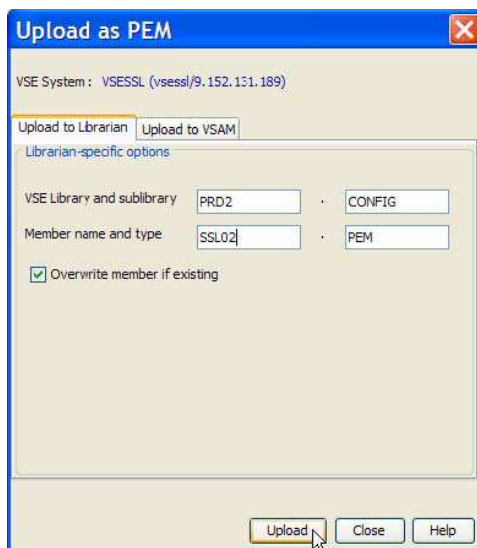 Upload as PEM
VSE System : VSESSL (vsessl/9.152.131.189)
Upload to Librarian Upload to VSAM
Librarian-specific options
VSE Library and sublibrary PRD2 . CONFIG
Member name and type SSL02 . PEM
Overwrite member if existing
Upload Close Help